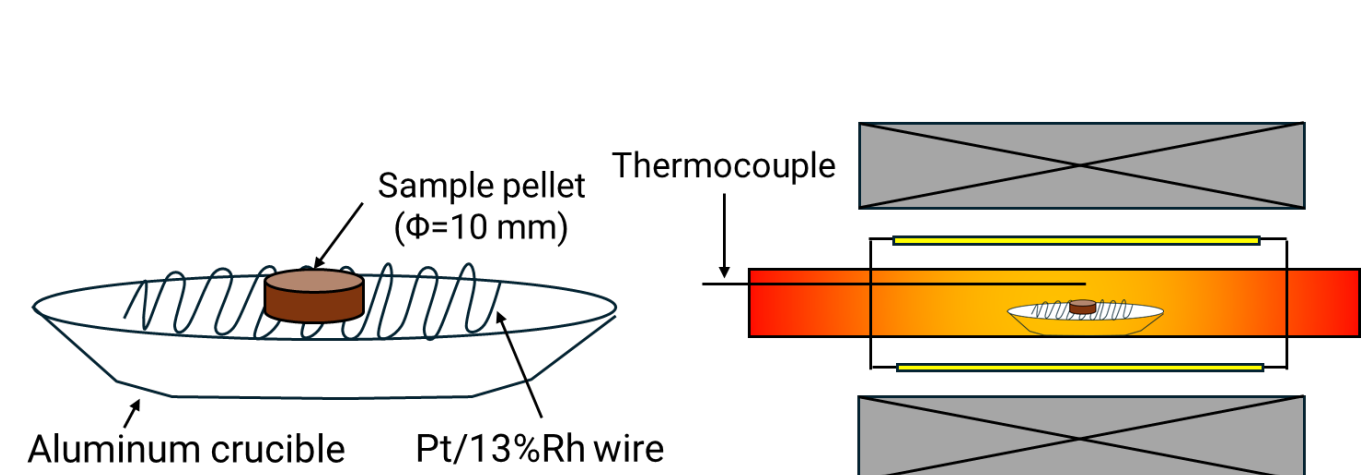 Sample pellet
(Φ=10 mm)
Thermocouple
Aluminum crucible
Pt/13%Rh wire